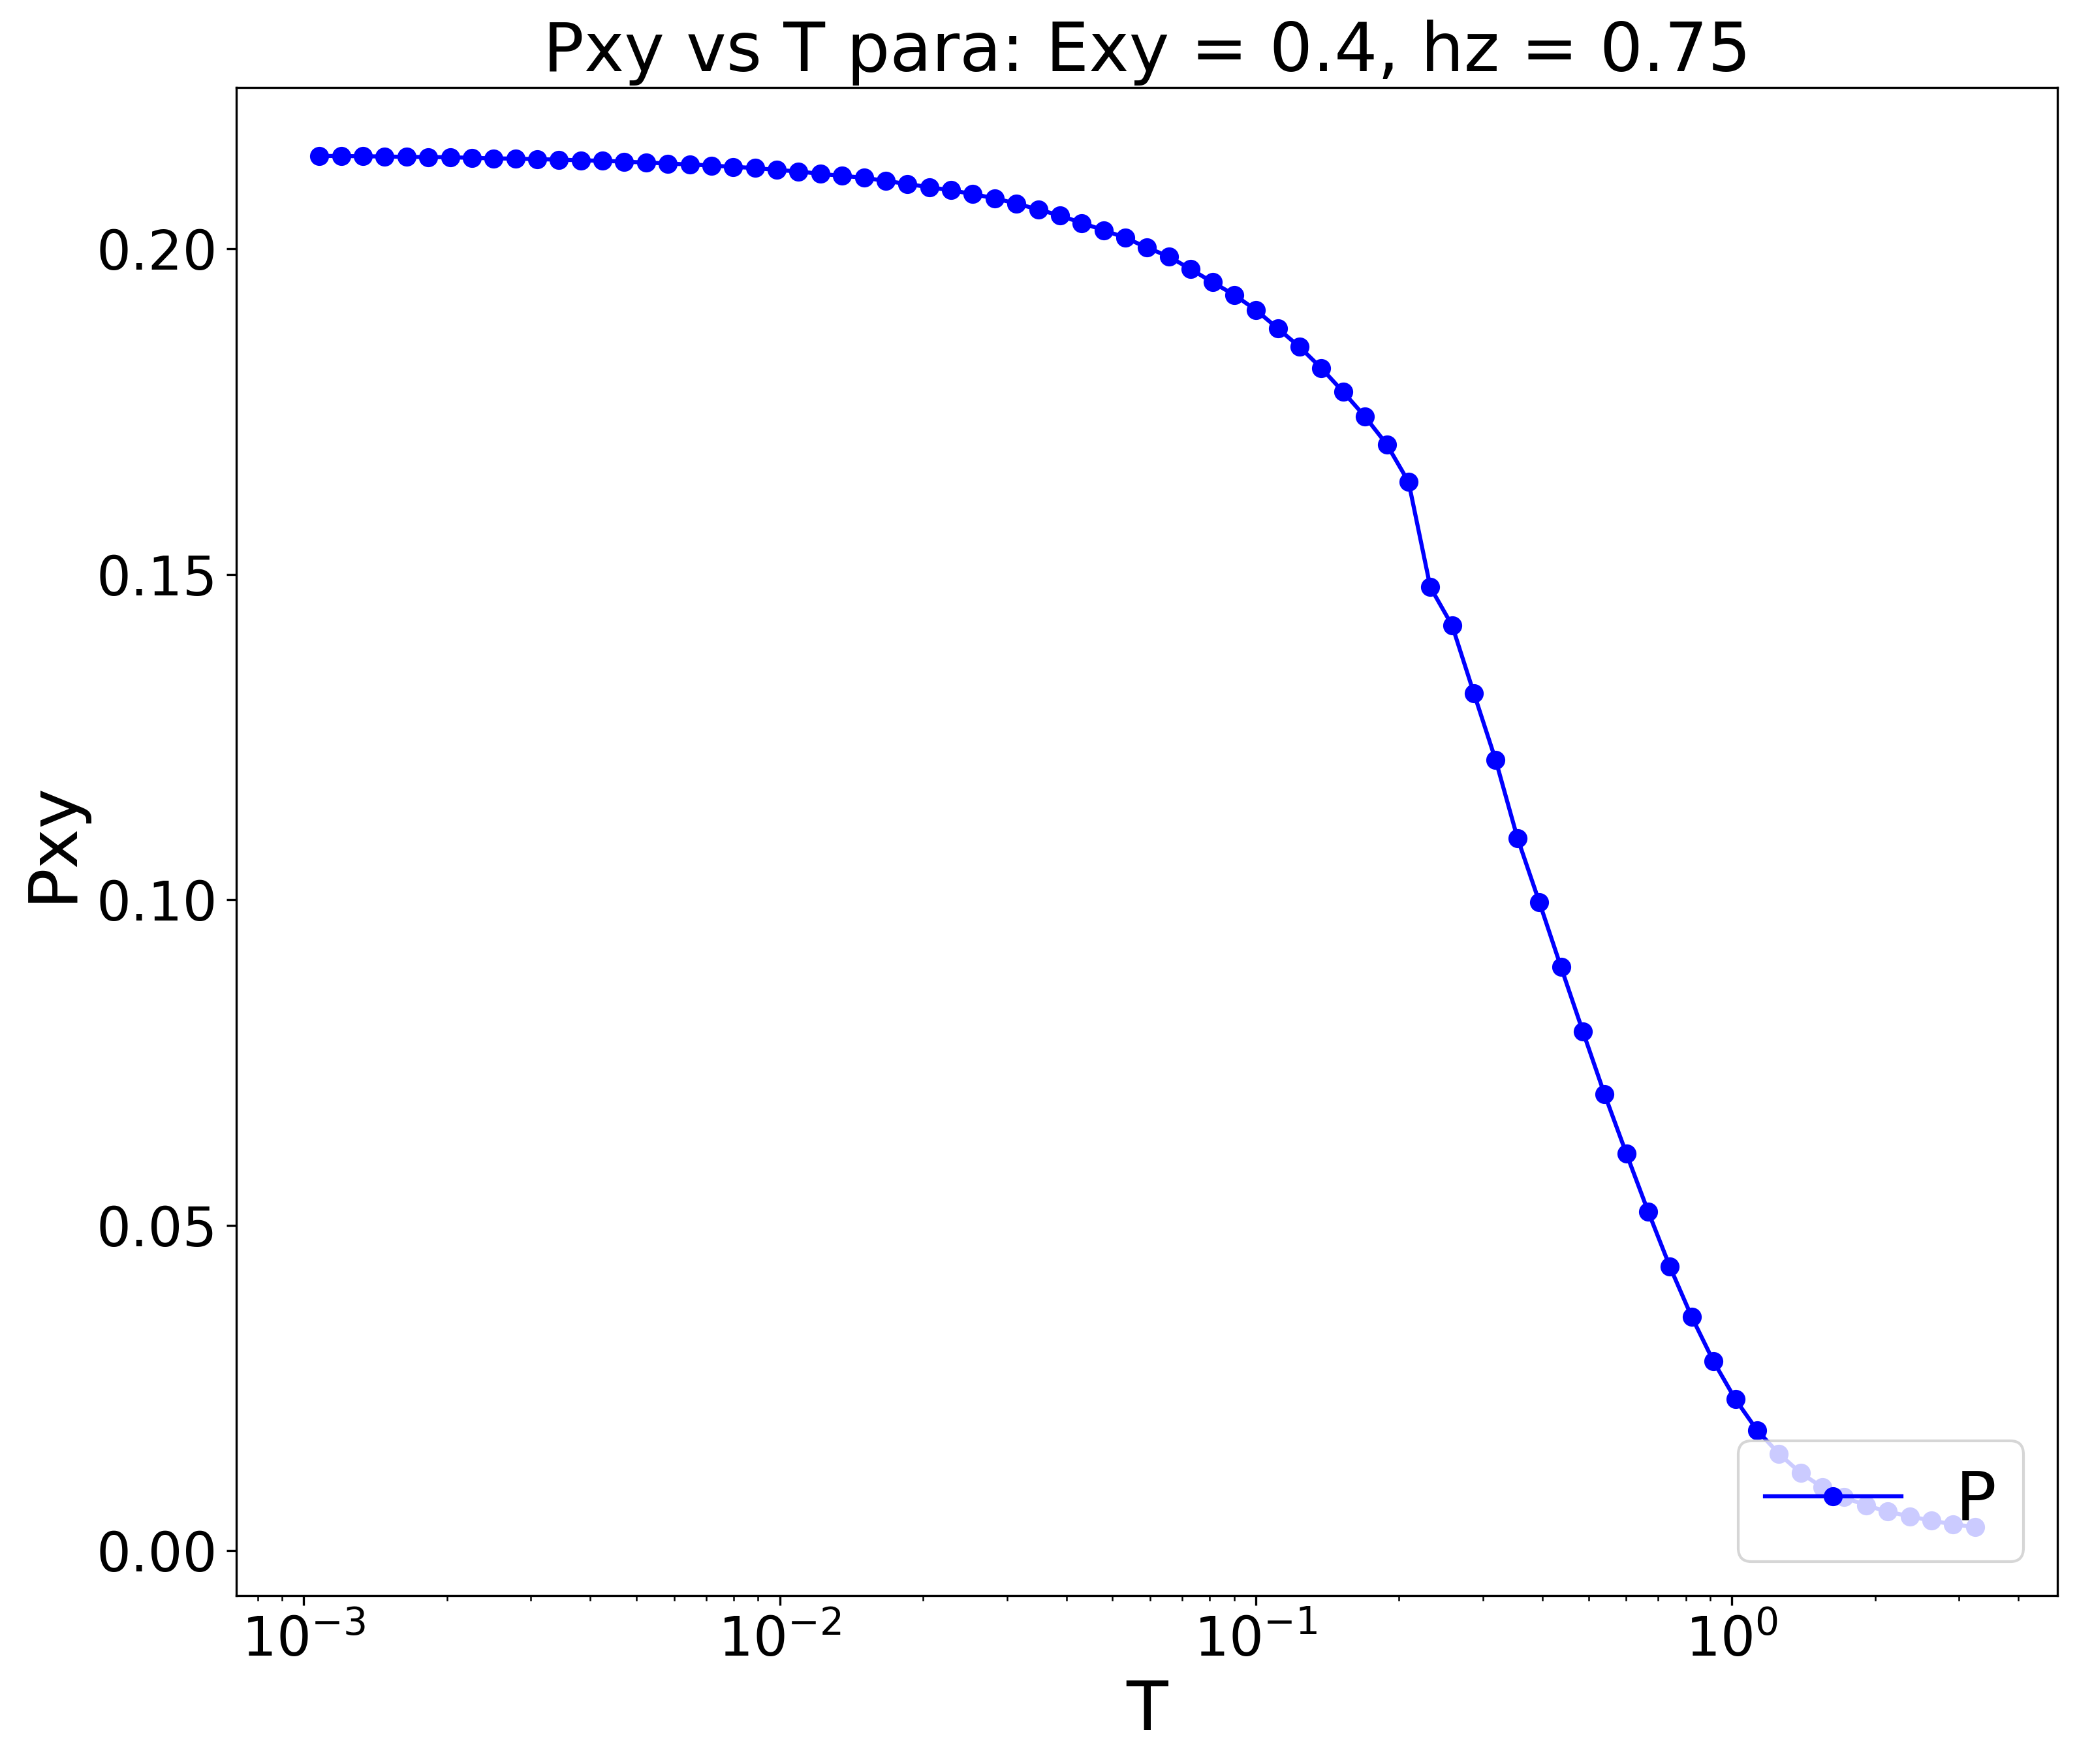 Pxy vs T para: Exy = 0.4, hz = 0.75
Pxy
0.20
0.15
0.10
0.05
0.00
P
10⁻³ 10⁻² 10⁻¹ 10⁰
T